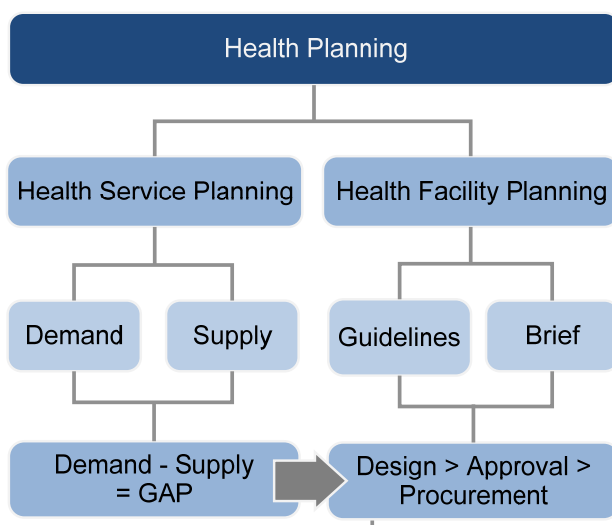 Health Planning
Health Service Planning
Health Facility Planning
Demand
Supply
Guidelines
Brief
Demand - Supply
= GAP
Design > Approval >
Procurement